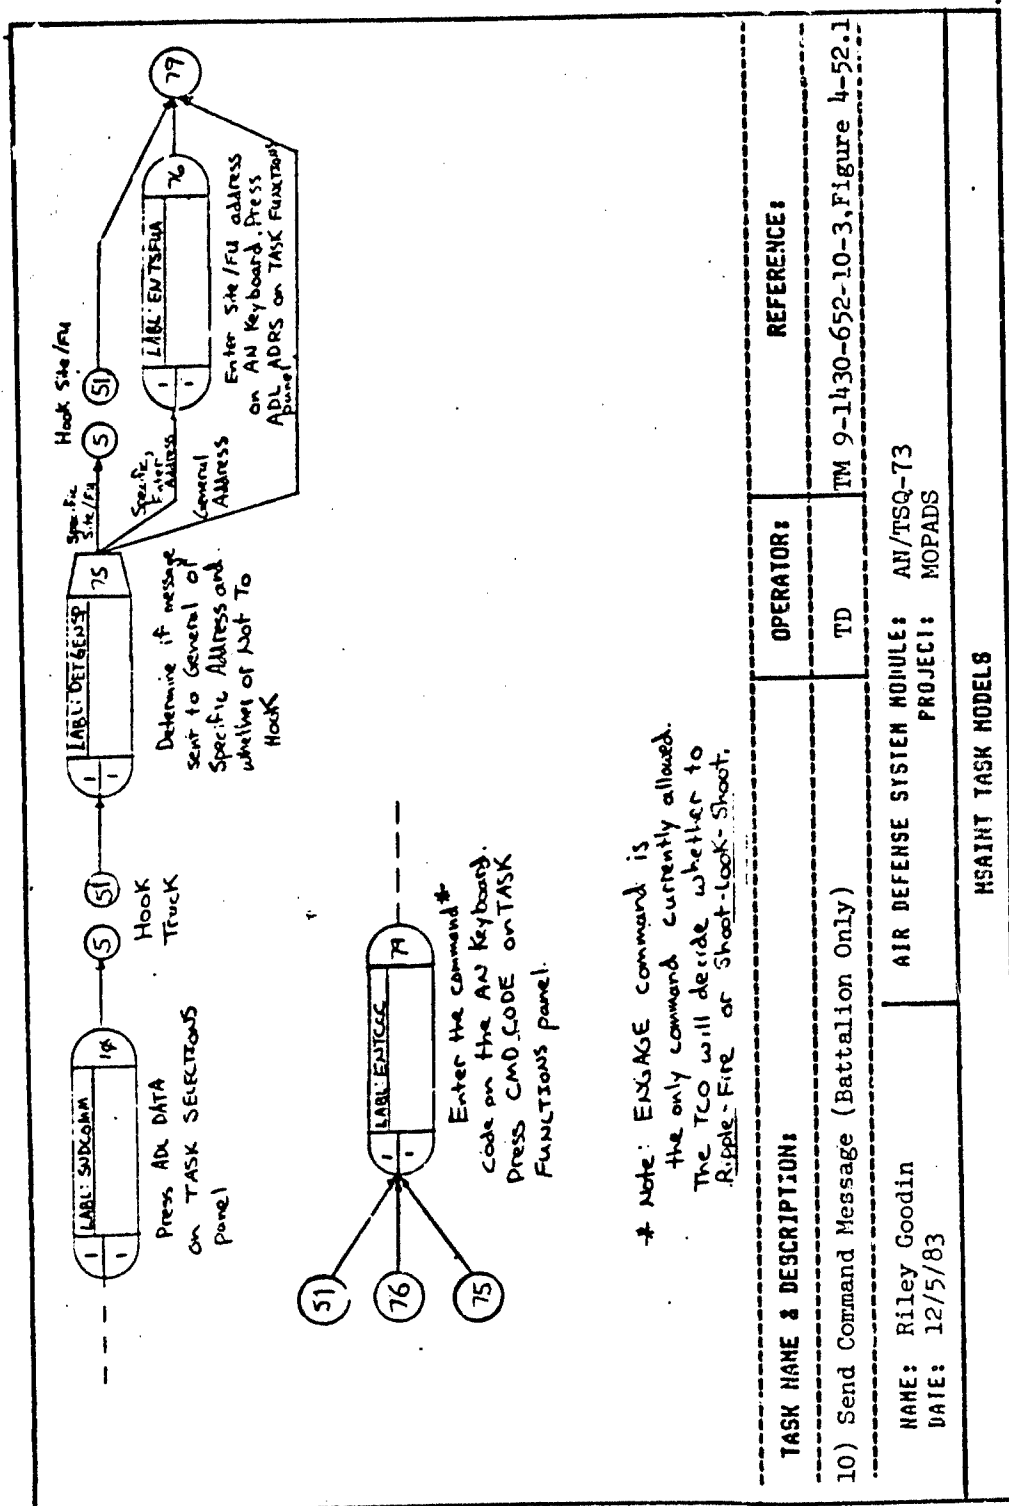 LABL: SNDCOMM
10
Press ADL DATA
on TASK SELECTIONS
panel
5
51
Hook
Truck
LABL: DETGENSP
75
Determine if message
sent to General or
Specific Address and
whether or Not To
Hook
Specific
Site/FU
5
51
Hook Site/FU
Specific,
Enter
Address
General
Address
LABL: ENTSFUA
76
Enter Site/FU address
on AN Keyboard. Press
ADL ADRS on TASK FUNCTIONS
panel
79
51
76
75
LABL: ENTCCC
79
Enter the command*
code on the AN Keyboard.
Press CMD CODE on TASK
FUNCTIONS panel.
* Note: ENGAGE command is
the only command currently allowed.
The TCO will decide whether to
Ripple-Fire or Shoot-Look-Shoot.
TASK NAME & DESCRIPTION:
OPERATOR:
REFERENCE:
10) Send Command Message (Battalion Only)
TD
TM 9-1430-652-10-3,Figure 4-52.1
NAME: Riley Goodin
DATE: 12/5/83
AIR DEFENSE SYSTEM MODULE: AN/TSQ-73
PROJECT: MOPADS
MSAINT TASK MODELS